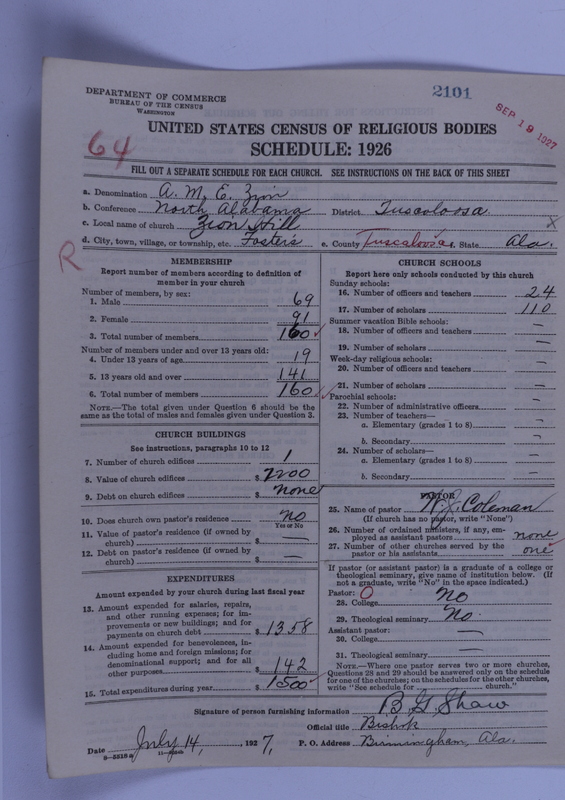 2101
SEP 19 1927
DEPARTMENT OF COMMERCE
BUREAU OF THE CENSUS
WASHINGTON
64
UNITED STATES CENSUS OF RELIGIOUS BODIES
SCHEDULE: 1926
FILL OUT A SEPARATE SCHEDULE FOR EACH CHURCH. SEE INSTRUCTIONS ON THE BACK OF THIS SHEET
a. Denomination A. M. E. Zion
b. Conference North Alabama District Tuscaloosa
c. Local name of church Zion Hill x
d. City, town, village, or township, etc. Fosters e. County Tuscaloosa f. State Ala.
R
MEMBERSHIP
Report number of members according to definition of
member in your church
Number of members, by sex:
1. Male 69
2. Female 91
3. Total number of members 160
Number of members under and over 13 years old:
4. Under 13 years of age 19
5. 13 years old and over 141
6. Total number of members 160
NOTE.—The total given under Question 6 should be the
same as the total of males and females given under Question 3.
CHURCH BUILDINGS
See instructions, paragraphs 10 to 12
7. Number of church edifices 1
8. Value of church edifices $ 2200
9. Debt on church edifices $ none
10. Does church own pastor's residence No
Yes or No
11. Value of pastor's residence (if owned by
church) $ —
12. Debt on pastor's residence (if owned by
church) $ —
EXPENDITURES
Amount expended by your church during last fiscal year
13. Amount expended for salaries, repairs,
and other running expenses; for im-
provements or new buildings; and for
payments on church debt $ 1358
14. Amount expended for benevolences, in-
cluding home and foreign missions; for
denominational support; and for all
other purposes $ 142
15. Total expenditures during year $ 1500
CHURCH SCHOOLS
Report here only schools conducted by this church
Sunday schools:
16. Number of officers and teachers 24
17. Number of scholars 110
Summer vacation Bible schools:
18. Number of officers and teachers —
19. Number of scholars —
Week-day religious schools:
20. Number of officers and teachers —
21. Number of scholars —
Parochial schools:
22. Number of administrative officers —
23. Number of teachers—
a. Elementary (grades 1 to 8) —
b. Secondary —
24. Number of scholars—
a. Elementary (grades 1 to 8) —
b. Secondary —
PASTOR
25. Name of pastor Coleman
(If church has no pastor, write "None")
26. Number of ordained ministers, if any, em-
ployed as assistant pastors none
27. Number of other churches served by the
pastor or his assistants one
If pastor (or assistant pastor) is a graduate of a college or
theological seminary, give name of institution below. (If
not a graduate, write "No" in the space indicated.)
Pastor: O
28. College No
29. Theological seminary No.
Assistant pastor:
30. College —
31. Theological seminary —
NOTE.—Where one pastor serves two or more churches,
Questions 28 and 29 should be answered only on the schedule
for one of the churches; on the schedules for the other churches,
write "See schedule for church."
Signature of person furnishing information B G Shaw
Official title Bishop
Date July 14, 1927, P. O. Address Birmingham, Ala.